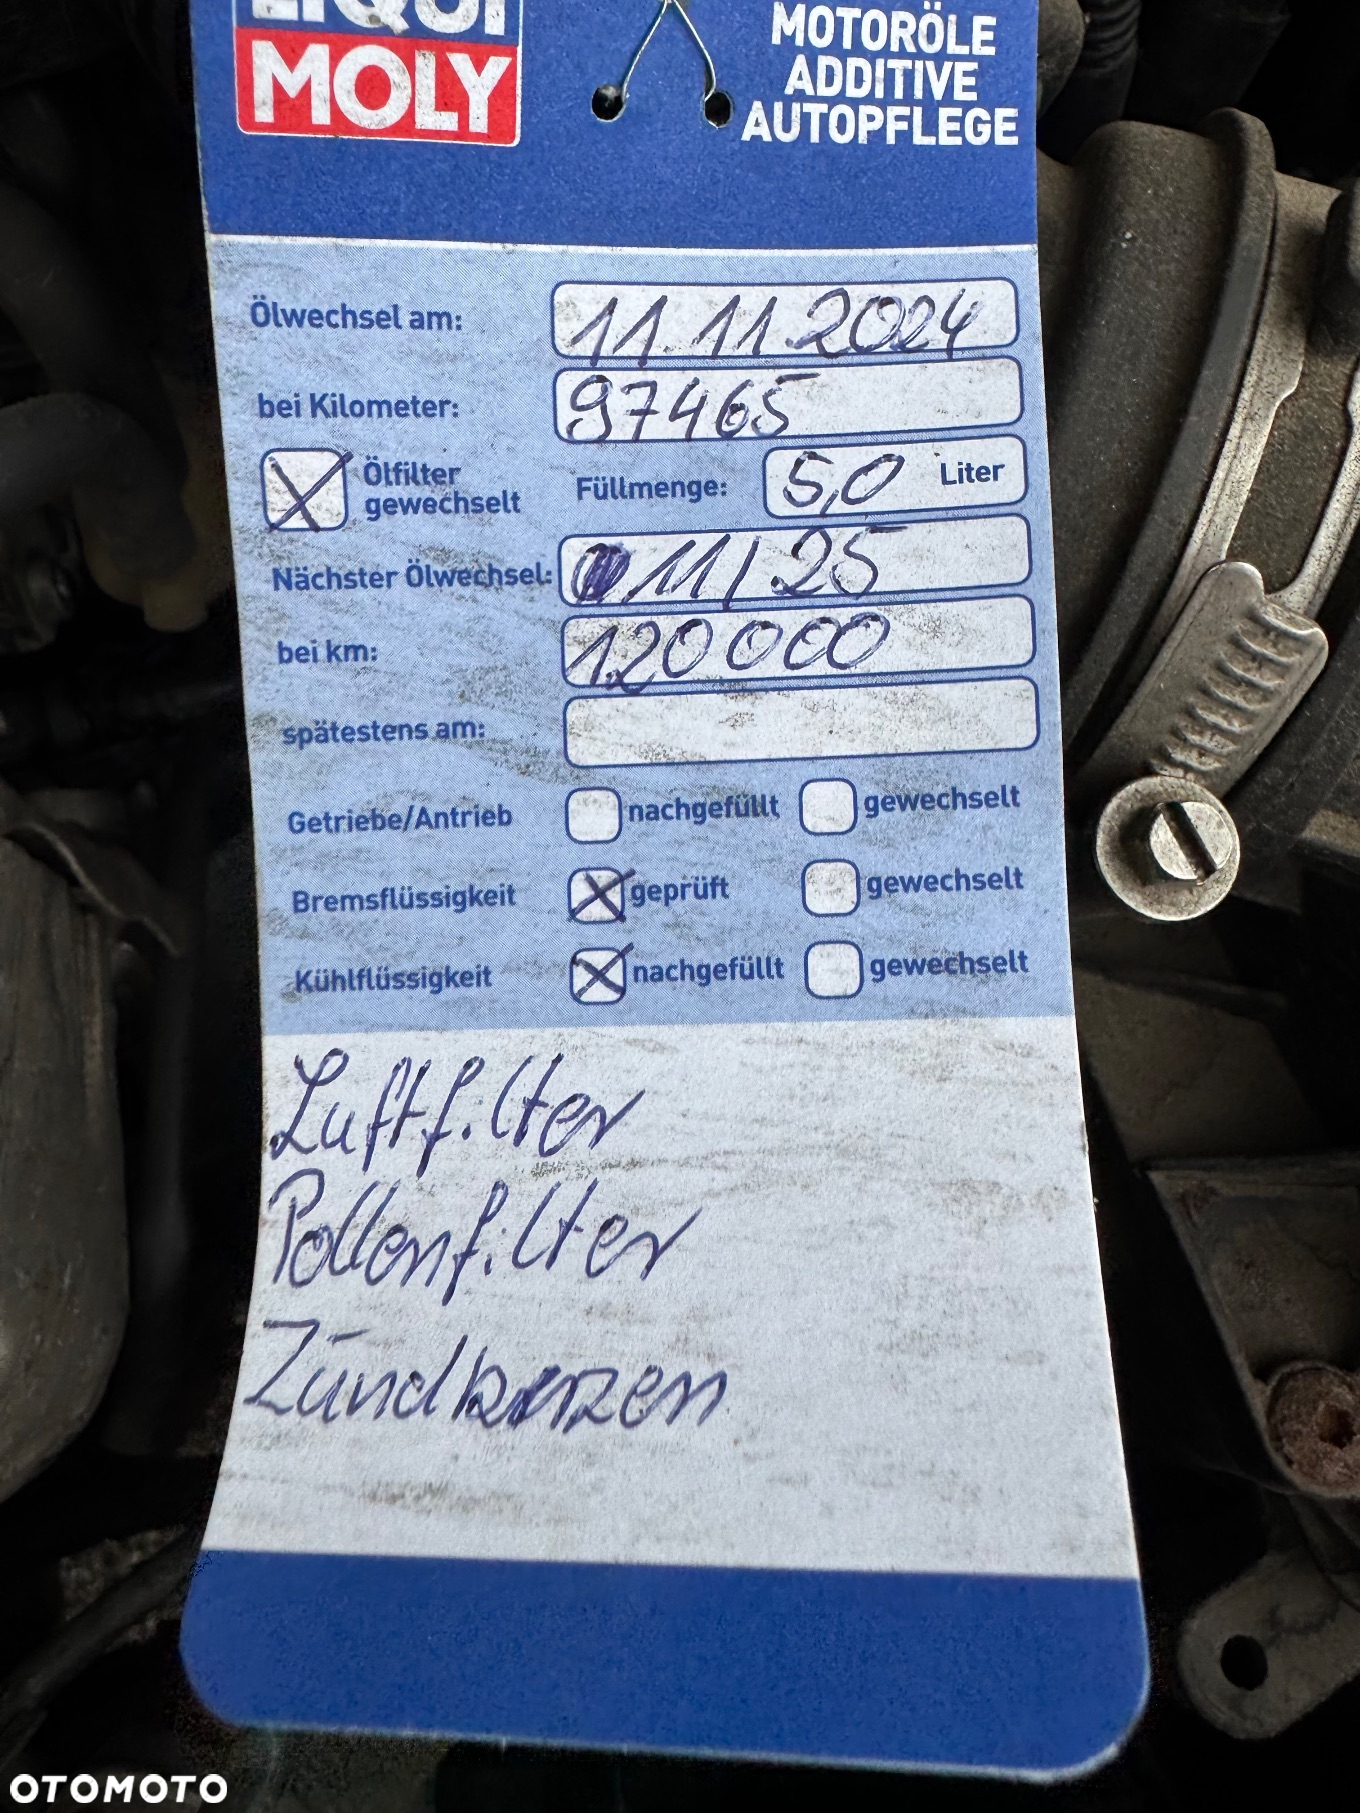 LIQUI
MOLY
MOTORÖLE
ADDITIVE
AUTOPFLEGE
Ölwechsel am: 11.11.2024
bei Kilometer: 97465
Ölfilter
gewechselt
Füllmenge: 5,0 Liter
Nächster Ölwechsel: 11/25
bei km: 120000
spätestens am:
Getriebe/Antrieb nachgefüllt gewechselt
Bremsflüssigkeit geprüft gewechselt
Kühlflüssigkeit nachgefüllt gewechselt
Luftfilter
Pollenfilter
Zündkerzen
OTOMOTO